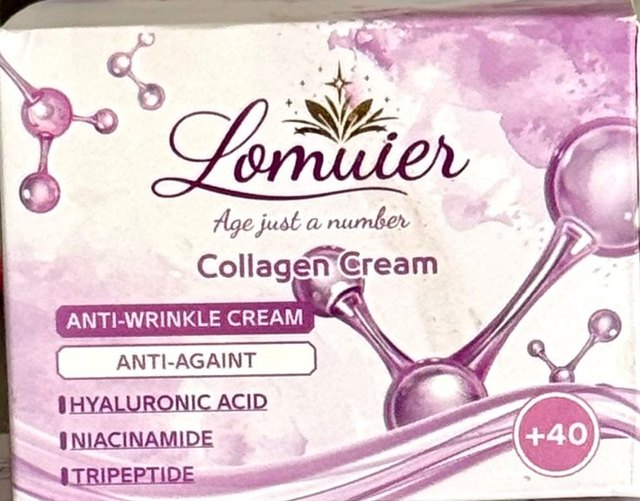 Lomuier
Age just a number
Collagen Cream
ANTI-WRINKLE CREAM
ANTI-AGAINT
HYALURONIC ACID
NIACINAMIDE
TRIPEPTIDE
+40